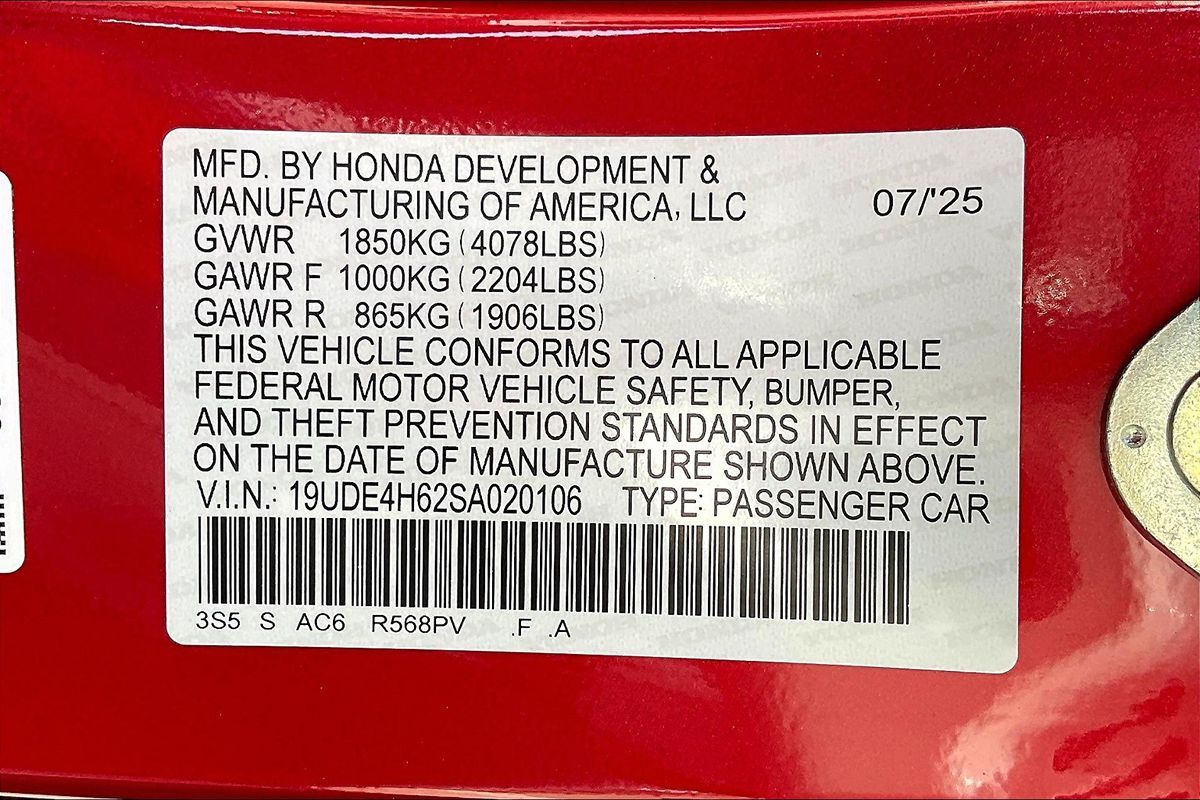 MFD. BY HONDA DEVELOPMENT &
MANUFACTURING OF AMERICA, LLC 07/'25
GVWR 1850KG (4078LBS)
GAWR F 1000KG (2204LBS)
GAWR R 865KG (1906LBS)
THIS VEHICLE CONFORMS TO ALL APPLICABLE
FEDERAL MOTOR VEHICLE SAFETY, BUMPER,
AND THEFT PREVENTION STANDARDS IN EFFECT
ON THE DATE OF MANUFACTURE SHOWN ABOVE.
V.I.N.: 19UDE4H62SA020106 TYPE: PASSENGER CAR
3S5 S AC6 R568PV .F .A